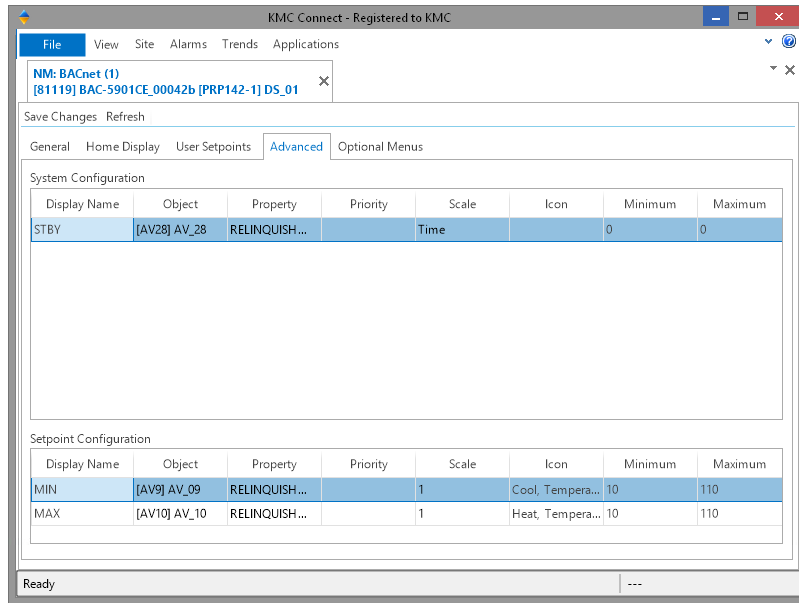 KMC Connect - Registered to KMC
File View Site Alarms Trends Applications
NM: BACnet (1)
[81119] BAC-5901CE_00042b [PRP142-1] DS_01
Save Changes Refresh
General Home Display User Setpoints Advanced Optional Menus
System Configuration
Display Name Object Property Priority Scale Icon Minimum Maximum
STBY [AV28] AV_28 RELINQUISH... Time 0 0
Setpoint Configuration
Display Name Object Property Priority Scale Icon Minimum Maximum
MIN [AV9] AV_09 RELINQUISH... 1 Cool, Tempera... 10 110
MAX [AV10] AV_10 RELINQUISH... 1 Heat, Tempera... 10 110
Ready ---